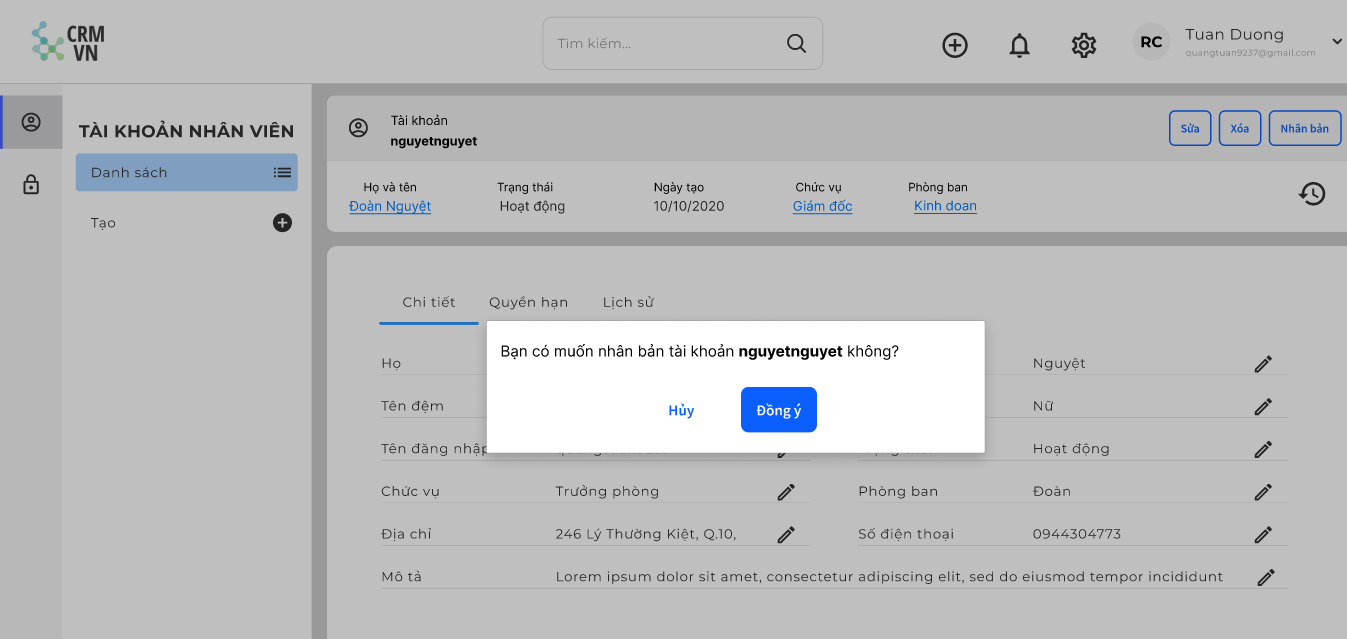 CRM
VN
Tìm kiếm...
RC
Tuan Duong
quangtuan9237@gmail.com
TÀI KHOẢN NHÂN VIÊN
Danh sách
Tạo
Tài khoản
nguyetnguyet
Sửa
Xóa
Nhân bản
Họ và tên
Trạng thái
Ngày tạo
Chức vụ
Phòng ban
Đoàn Nguyệt
Hoạt động
10/10/2020
Giám đốc
Kinh doan
Chi tiết
Quyền hạn
Lịch sử
Bạn có muốn nhân bản tài khoản nguyetnguyet không?
Hủy
Đồng ý
Họ
Nguyệt
Tên đệm
Nữ
Tên đăng nhập
Hoạt động
Chức vụ
Trưởng phòng
Phòng ban
Đoàn
Địa chỉ
246 Lý Thường Kiệt, Q.10,
Số điện thoại
0944304773
Mô tả
Lorem ipsum dolor sit amet, consectetur adipiscing elit, sed do eiusmod tempor incididunt